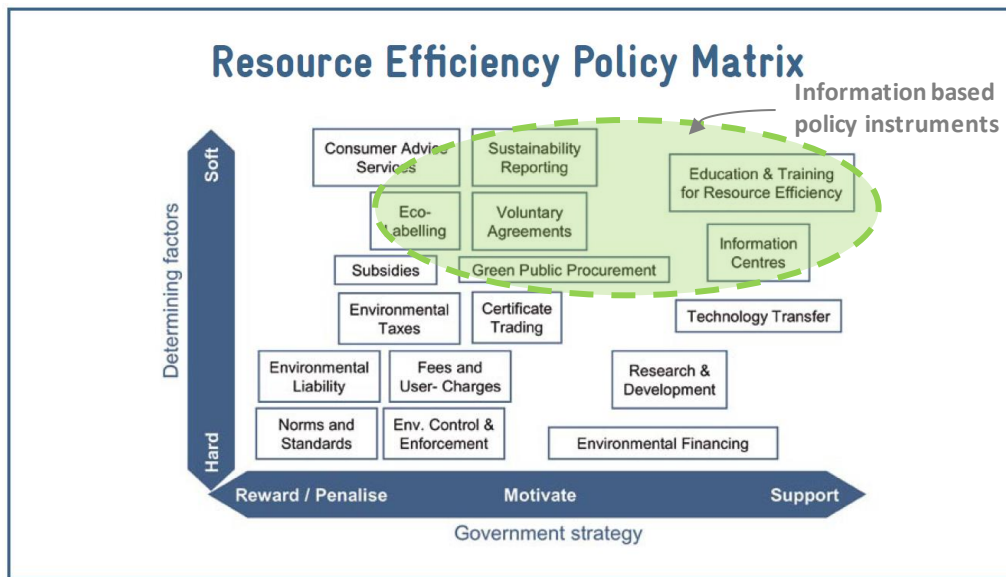 Resource Efficiency Policy Matrix
Information based
policy instruments
Soft
Hard
Determining factors
Consumer Advice
Services
Sustainability
Reporting
Education & Training
for Resource Efficiency
Eco-
Labelling
Voluntary
Agreements
Information
Centres
Subsidies
Green Public Procurement
Environmental
Taxes
Certificate
Trading
Technology Transfer
Environmental
Liability
Fees and
User- Charges
Research &
Development
Norms and
Standards
Env. Control &
Enforcement
Environmental Financing
Reward / Penalise
Motivate
Support
Government strategy